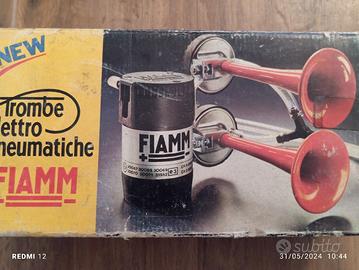 NEW
Trombe
lettro
neumatiche
FIAMM
FIAMM
subito
REDMI 12
31/05/2024 10:44